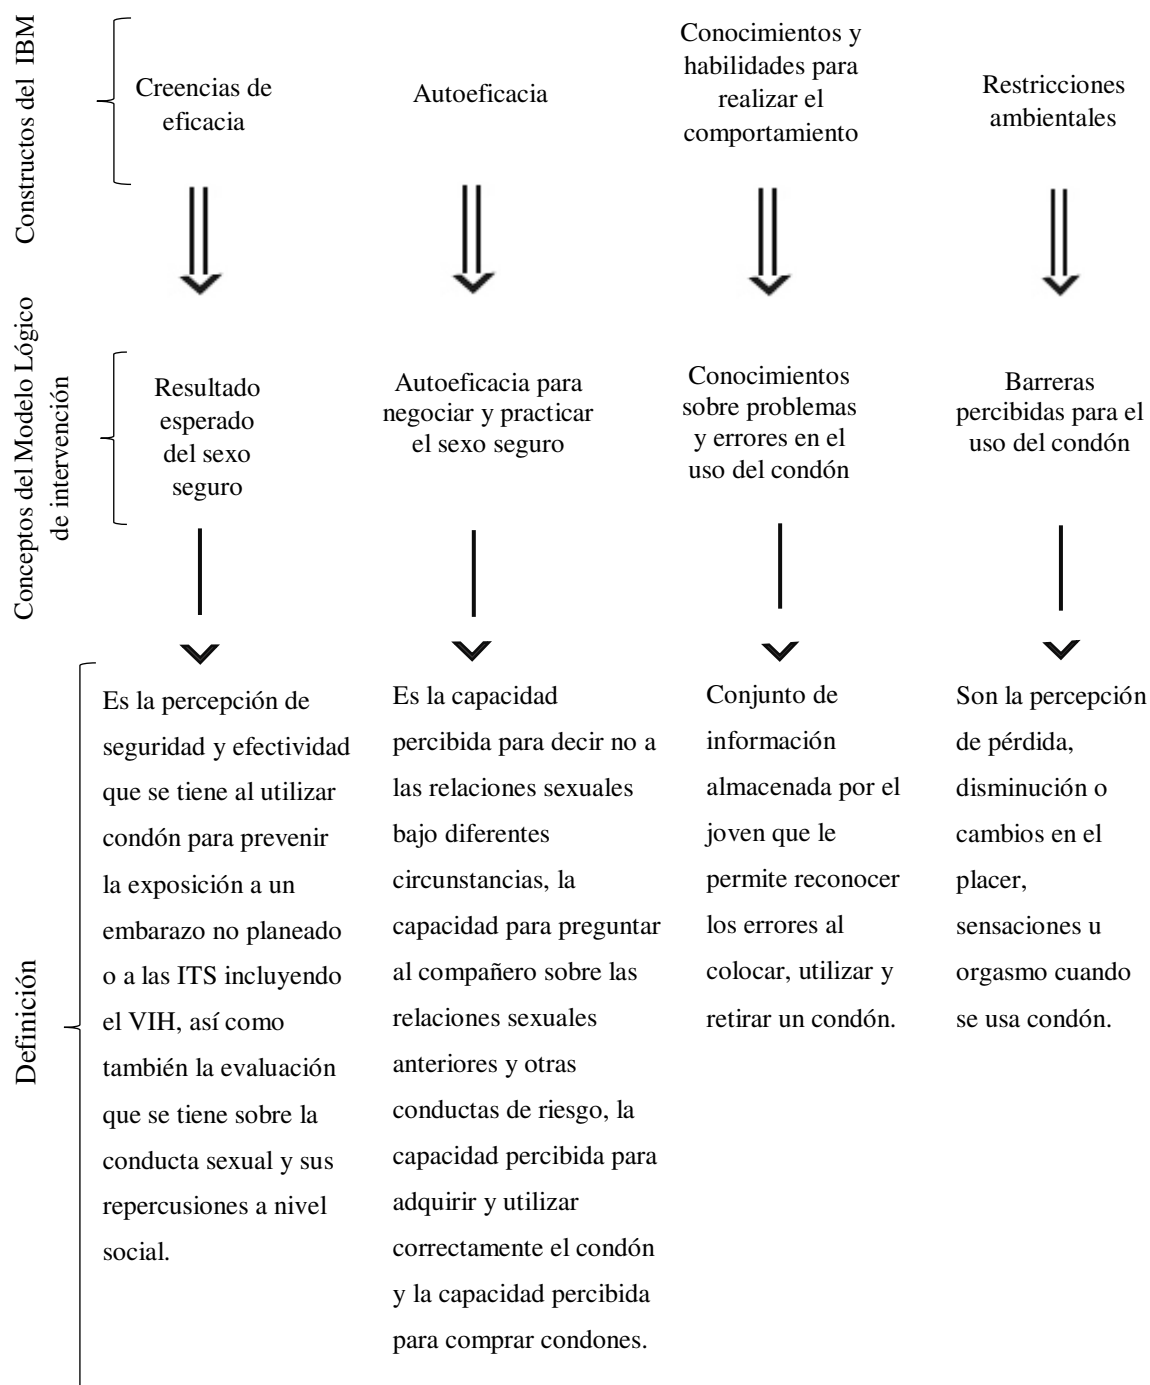 Constructos del IBM
Creencias de
eficacia
Autoeficacia
Conocimientos y
habilidades para
realizar el
comportamiento
Restricciones
ambientales
Conceptos del Modelo Lógico
de intervención
Resultado
esperado
del sexo
seguro
Autoeficacia para
negociar y practicar
el sexo seguro
Conocimientos
sobre problemas
y errores en el
uso del condón
Barreras
percibidas para el
uso del condón
Definición
Es la percepción de
seguridad y efectividad
que se tiene al utilizar
condón para prevenir
la exposición a un
embarazo no planeado
o a las ITS incluyendo
el VIH, así como
también la evaluación
que se tiene sobre la
conducta sexual y sus
repercusiones a nivel
social.
Es la capacidad
percibida para decir no a
las relaciones sexuales
bajo diferentes
circunstancias, la
capacidad para preguntar
al compañero sobre las
relaciones sexuales
anteriores y otras
conductas de riesgo, la
capacidad percibida para
adquirir y utilizar
correctamente el condón
y la capacidad percibida
para comprar condones.
Conjunto de
información
almacenada por el
joven que le
permite reconocer
los errores al
colocar, utilizar y
retirar un condón.
Son la percepción
de pérdida,
disminución o
cambios en el
placer,
sensaciones u
orgasmo cuando
se usa condón.